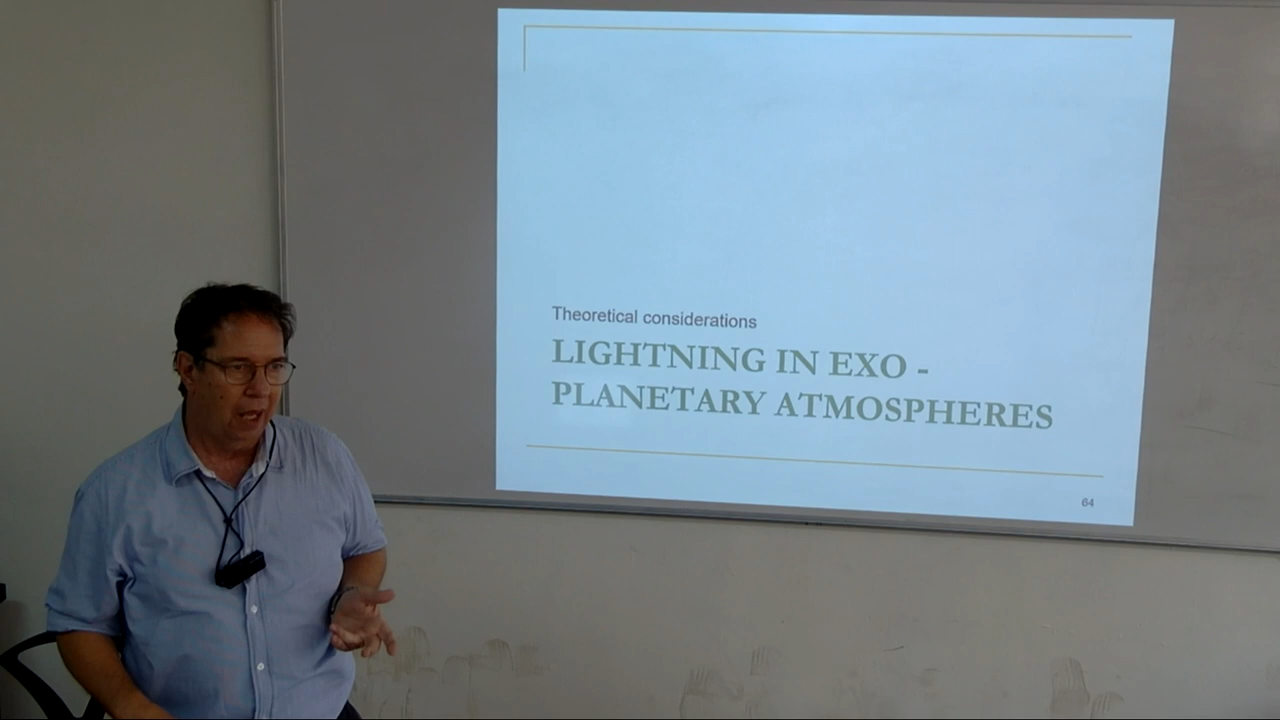 Theoretical considerations
LIGHTNING IN EXO -
PLANETARY ATMOSPHERES
64